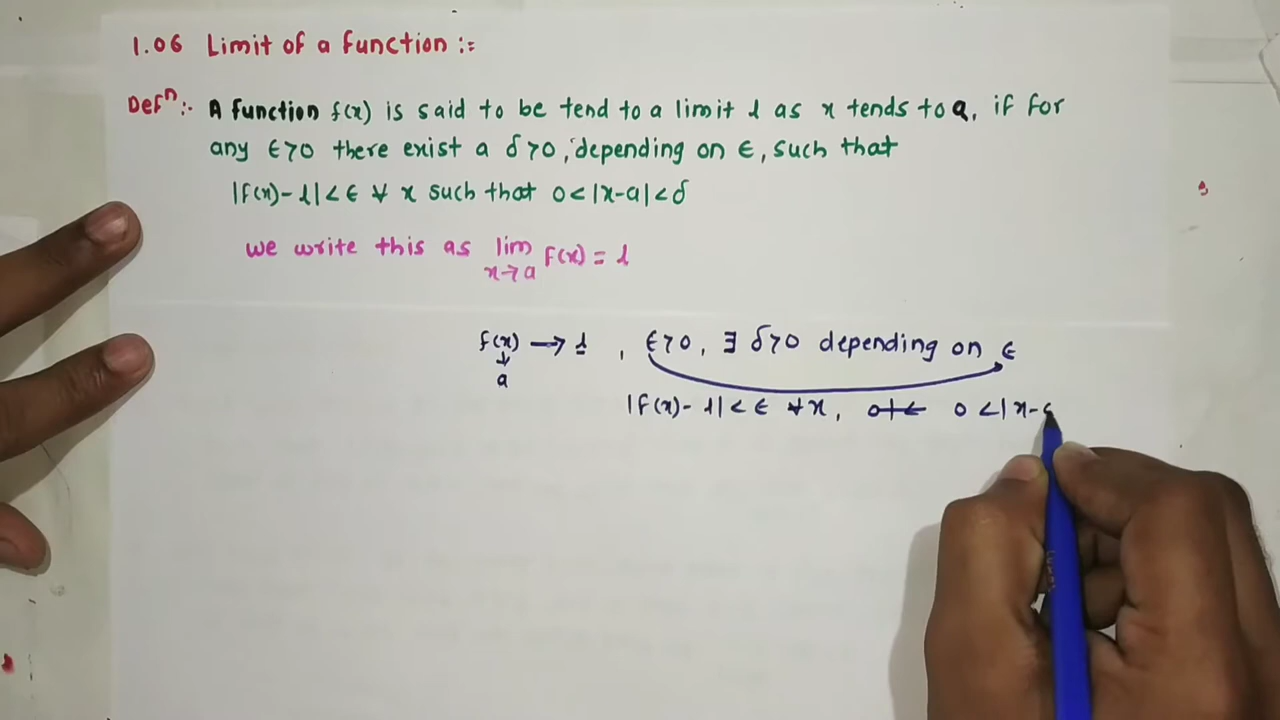 1.06 Limit of a function :=
Defⁿ:- A function f(x) is said to be tend to a limit l as x tends to a, if for
any ϵ>0 there exist a δ>0, depending on ϵ, such that
|f(x)-l|<ϵ ∀ x such that 0<|x-a|<δ
we write this as lim f(x) = l
x→a
f(x) → l , ϵ>0, ∃ δ>0 depending on ϵ
↓
a
|f(x)-l|<ϵ ∀x, 0 <|x-a